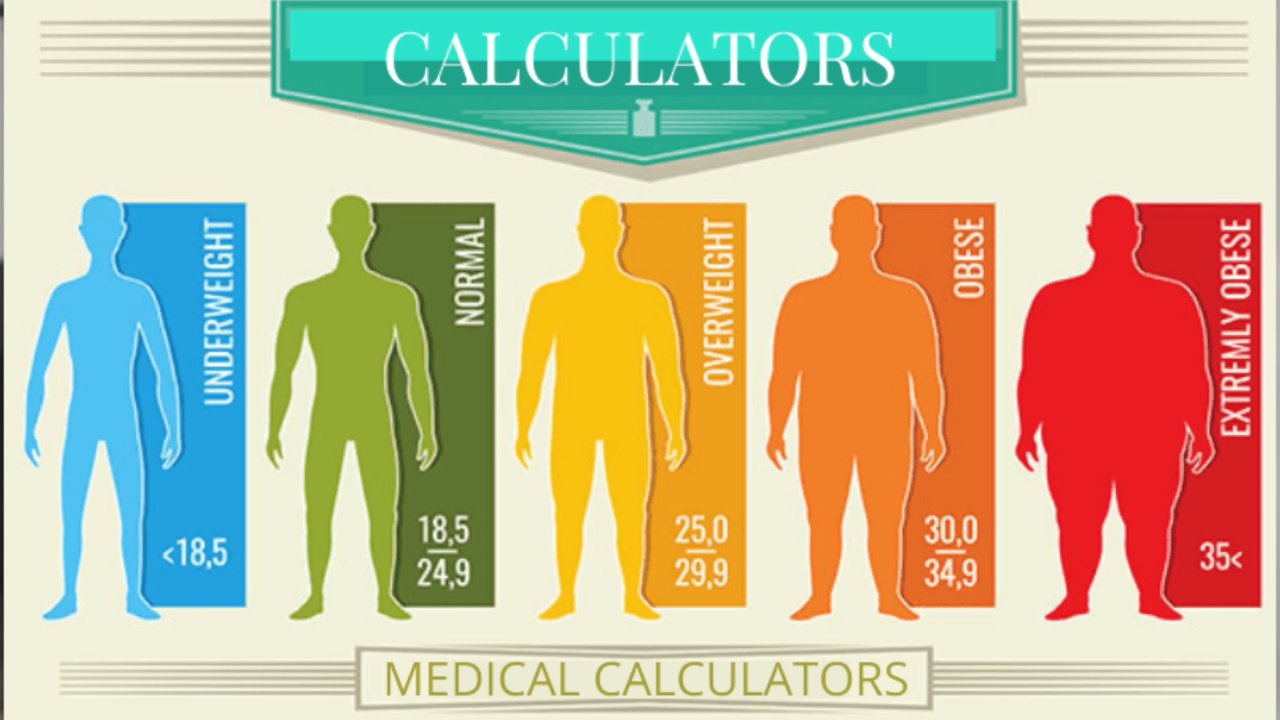 CALCULATORS
UNDERWEIGHT
<18,5
NORMAL
18,5
24,9
OVERWEIGHT
25,0
29,9
OBESE
30,0
34,9
EXTREMLY OBESE
35<
MEDICAL CALCULATORS